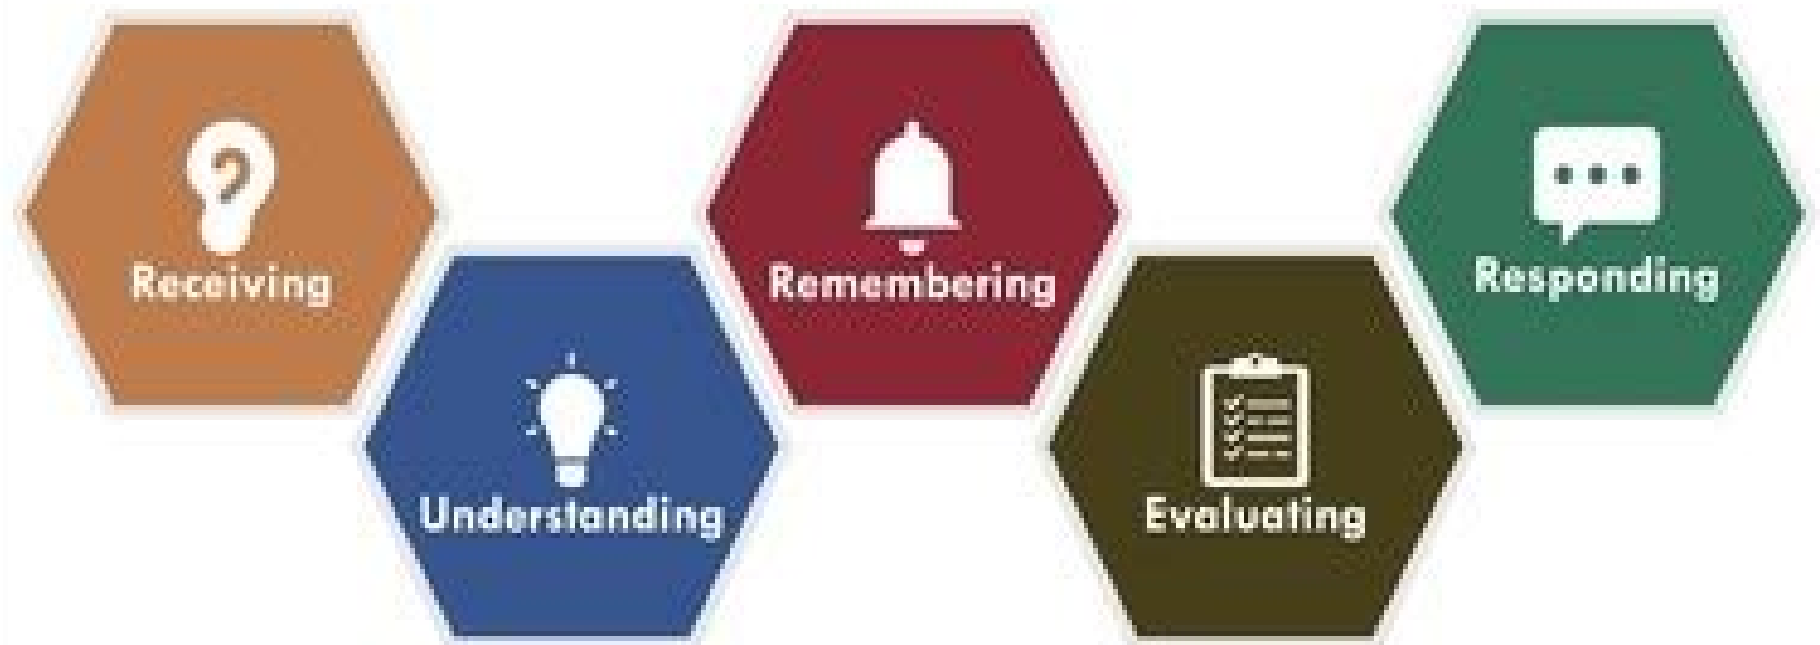 Receiving
Understanding
Remembering
Evaluating
Responding